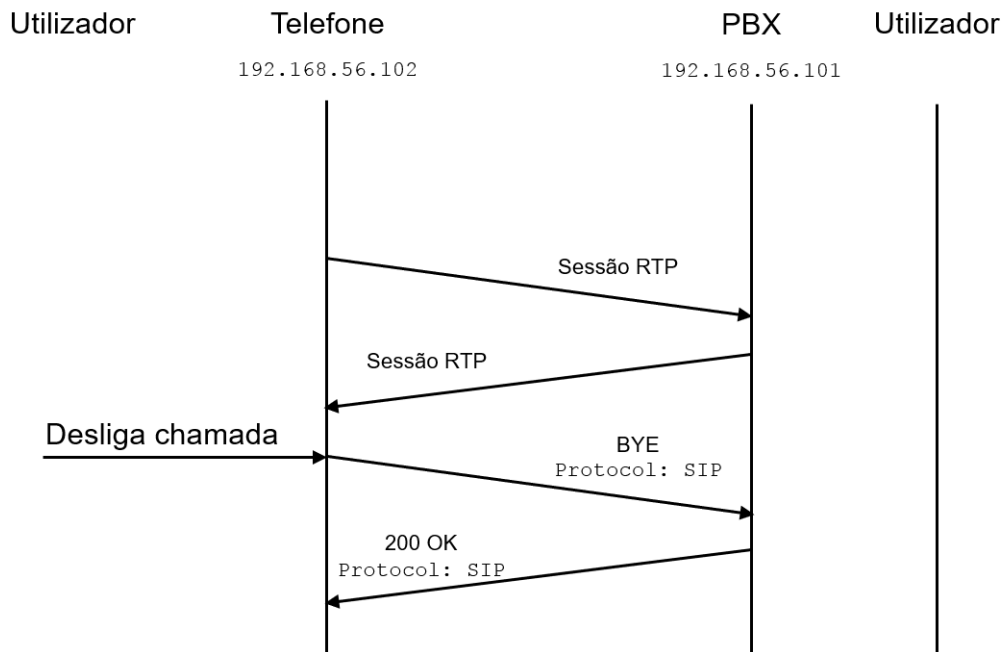 Utilizador
Telefone
PBX
Utilizador
192.168.56.102
192.168.56.101
Sessão RTP
Sessão RTP
Desliga chamada
BYE
Protocol: SIP
200 OK
Protocol: SIP